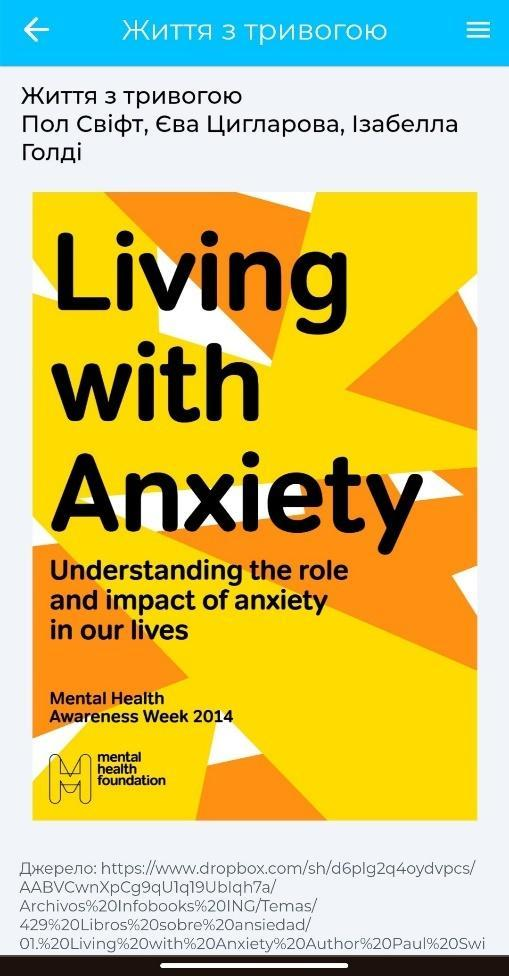 Життя з тривогою
Життя з тривогою
Пол Свіфт, Єва Цигларова, Ізабелла
Голді
Living
with
Anxiety
Understanding the role
and impact of anxiety
in our lives
Mental Health
Awareness Week 2014
mental
health
foundation
Джерело: https://www.dropbox.com/sh/d6plg2q4oydvpcs/
AABVCwnXpCg9qU1q19UbIqh7a/
Archivos%20Infobooks%20ING/Temas/
429%20Libros%20sobre%20ansiedad/
01.%20Living%20with%20Anxiety%20Author%20Paul%20Swi